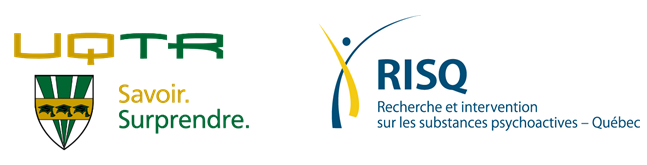 UQTR
Savoir.
Surprendre.
RISQ
Recherche et intervention
sur les substances psychoactives – Québec